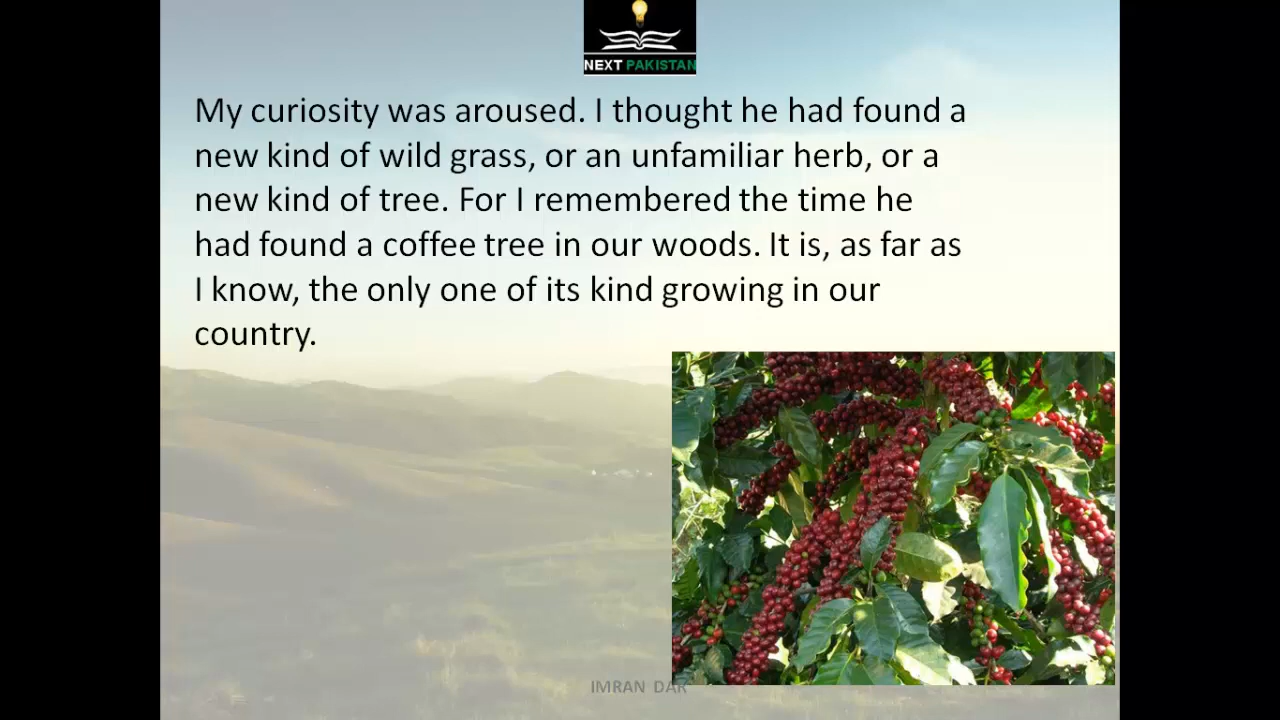 NEXT PAKISTAN
My curiosity was aroused. I thought he had found a
new kind of wild grass, or an unfamiliar herb, or a
new kind of tree. For I remembered the time he
had found a coffee tree in our woods. It is, as far as
I know, the only one of its kind growing in our
country.
IMRAN DAR